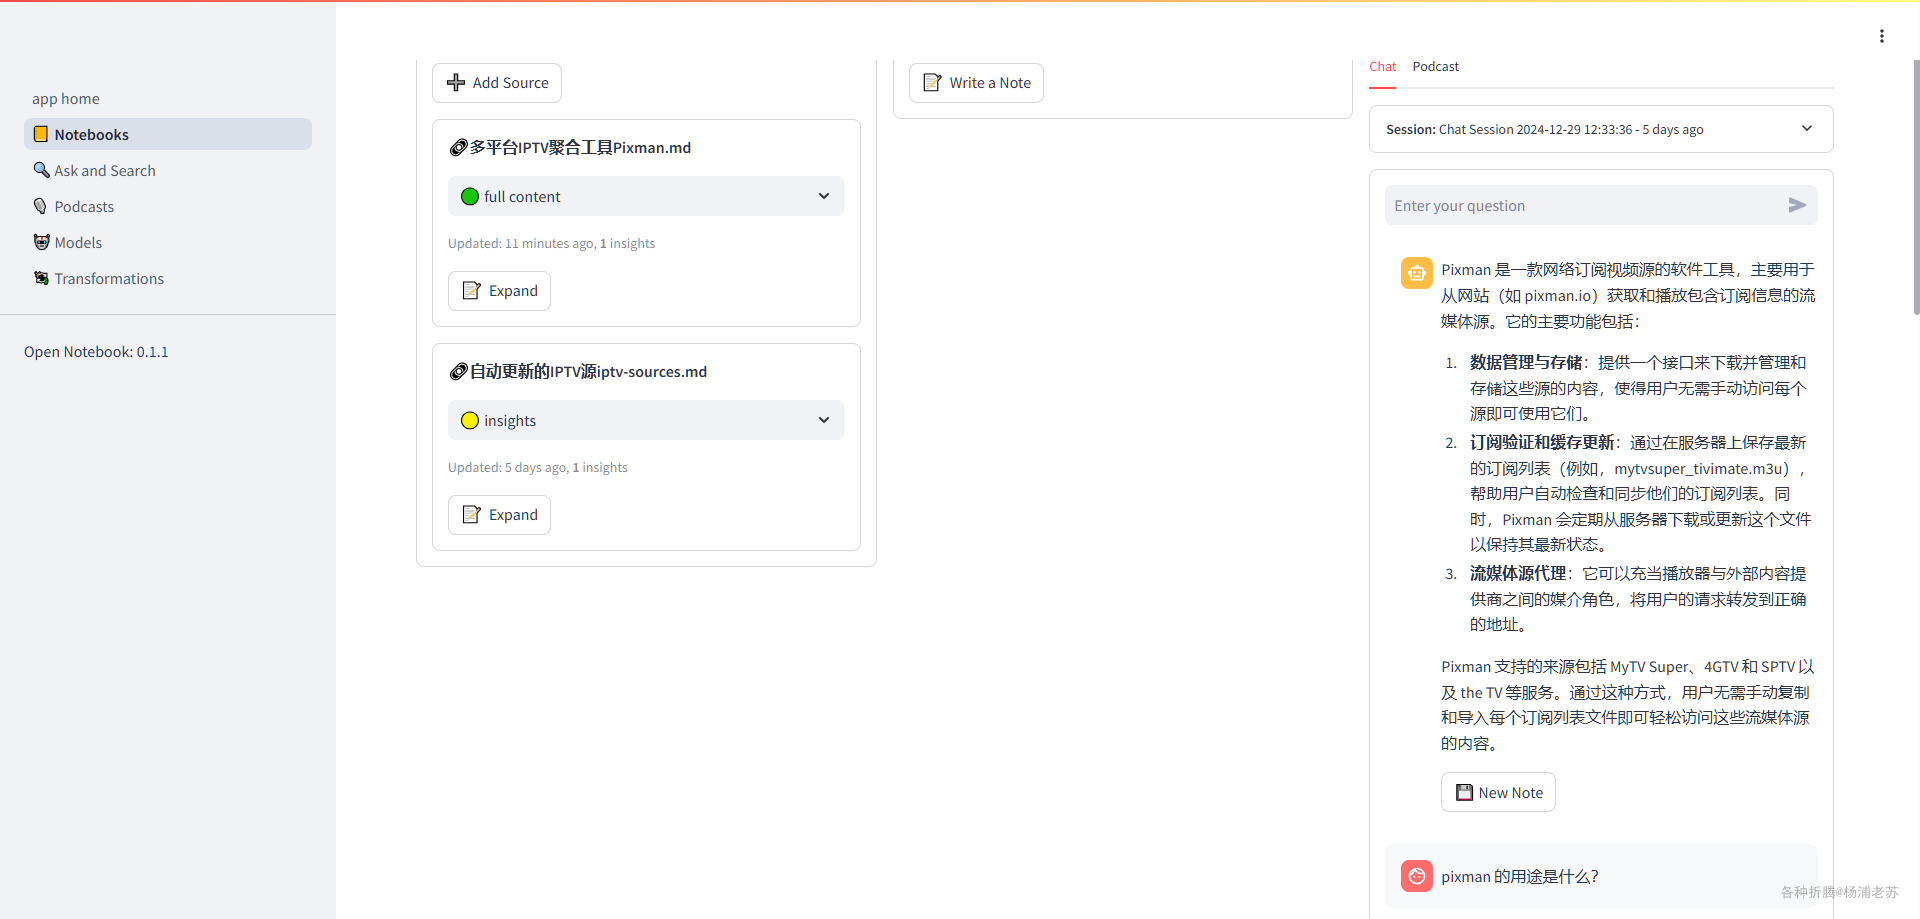 app home
Notebooks
Ask and Search
Podcasts
Models
Transformations
Open Notebook: 0.1.1
Add Source
多平台IPTV聚合工具Pixman.md
full content
Updated: 11 minutes ago, 1 insights
Expand
自动更新的IPTV源iptv-sources.md
insights
Updated: 5 days ago, 1 insights
Expand
Write a Note
Chat
Podcast
Session: Chat Session 2024-12-29 12:33:36 - 5 days ago
Enter your question
Pixman 是一款网络订阅视频源的软件工具，主要用于
从网站（如 pixman.io）获取和播放包含订阅信息的流
媒体源。它的主要功能包括：
1. 数据管理与存储：提供一个接口来下载并管理和
存储这些源的内容，使得用户无需手动访问每个
源即可使用它们。
2. 订阅验证和缓存更新：通过在服务器上保存最新
的订阅列表（例如，mytvsuper_tivimate.m3u），
帮助用户自动检查和同步他们的订阅列表。同
时，Pixman 会定期从服务器下载或更新这个文件
以保持其最新状态。
3. 流媒体源代理：它可以充当播放器与外部内容提
供商之间的媒介角色，将用户的请求转发到正确
的地址。
Pixman 支持的来源包括 MyTV Super、4GTV 和 SPTV 以
及 the TV 等服务。通过这种方式，用户无需手动复制
和导入每个订阅列表文件即可轻松访问这些流媒体源
的内容。
New Note
pixman 的用途是什么？
各种折腾@杨浦老苏